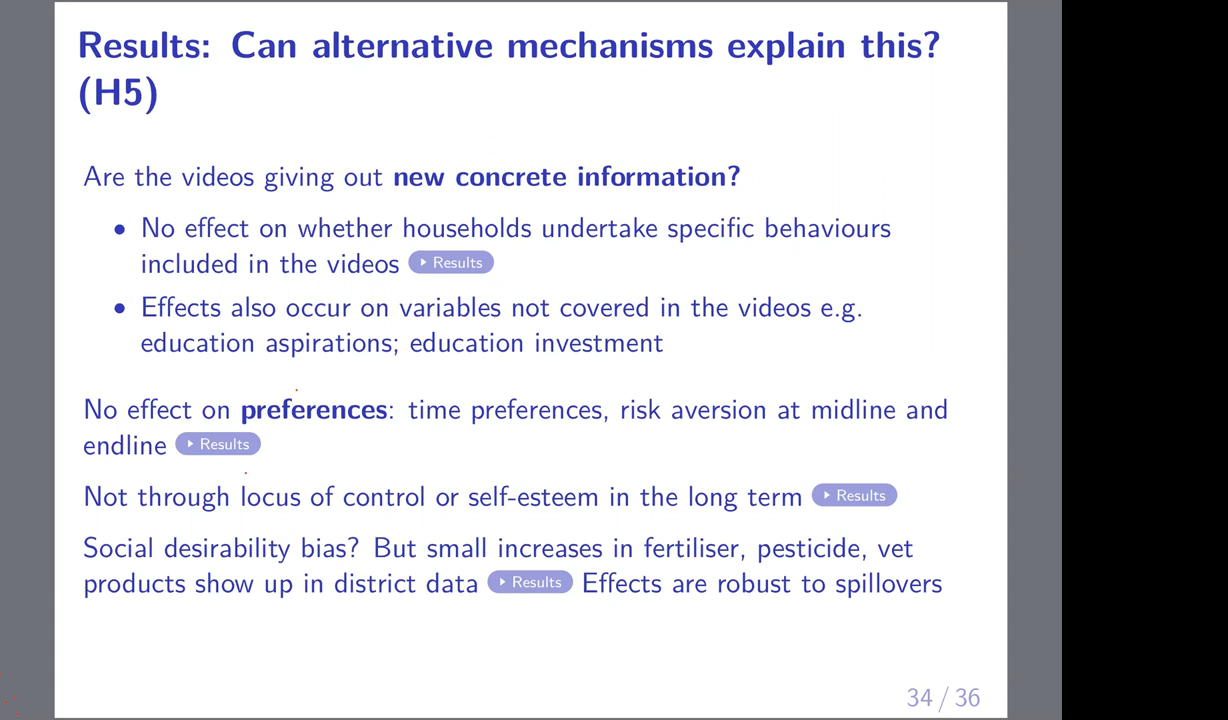 Results: Can alternative mechanisms explain this?
(H5)
Are the videos giving out new concrete information?
• No effect on whether households undertake specific behaviours
included in the videos Results
• Effects also occur on variables not covered in the videos e.g.
education aspirations; education investment
No effect on preferences: time preferences, risk aversion at midline and
endline Results
Not through locus of control or self-esteem in the long term Results
Social desirability bias? But small increases in fertiliser, pesticide, vet
products show up in district data Results Effects are robust to spillovers
34 / 36